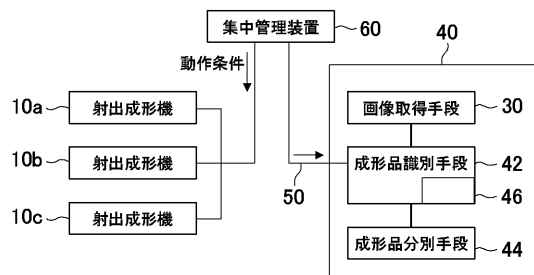 集中管理装置
60
40
動作条件
10a
射出成形機
画像取得手段
30
10b
射出成形機
成形品識別手段
42
50
46
10c
射出成形機
成形品分別手段
44